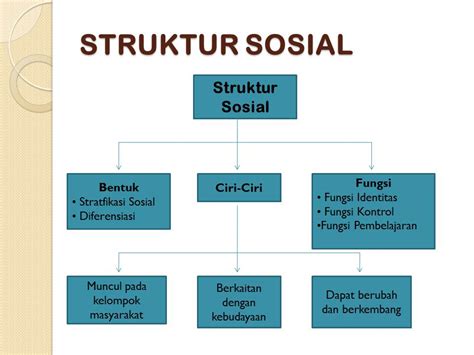 STRUKTUR SOSIAL
Struktur
Sosial
Bentuk
• Stratfikasi Sosial
• Diferensiasi
Ciri-Ciri
Fungsi
• Fungsi Identitas
• Fungsi Kontrol
•Fungsi Pembelajaran
Muncul pada
kelompok
masyarakat
Berkaitan
dengan
kebudayaan
Dapat berubah
dan berkembang